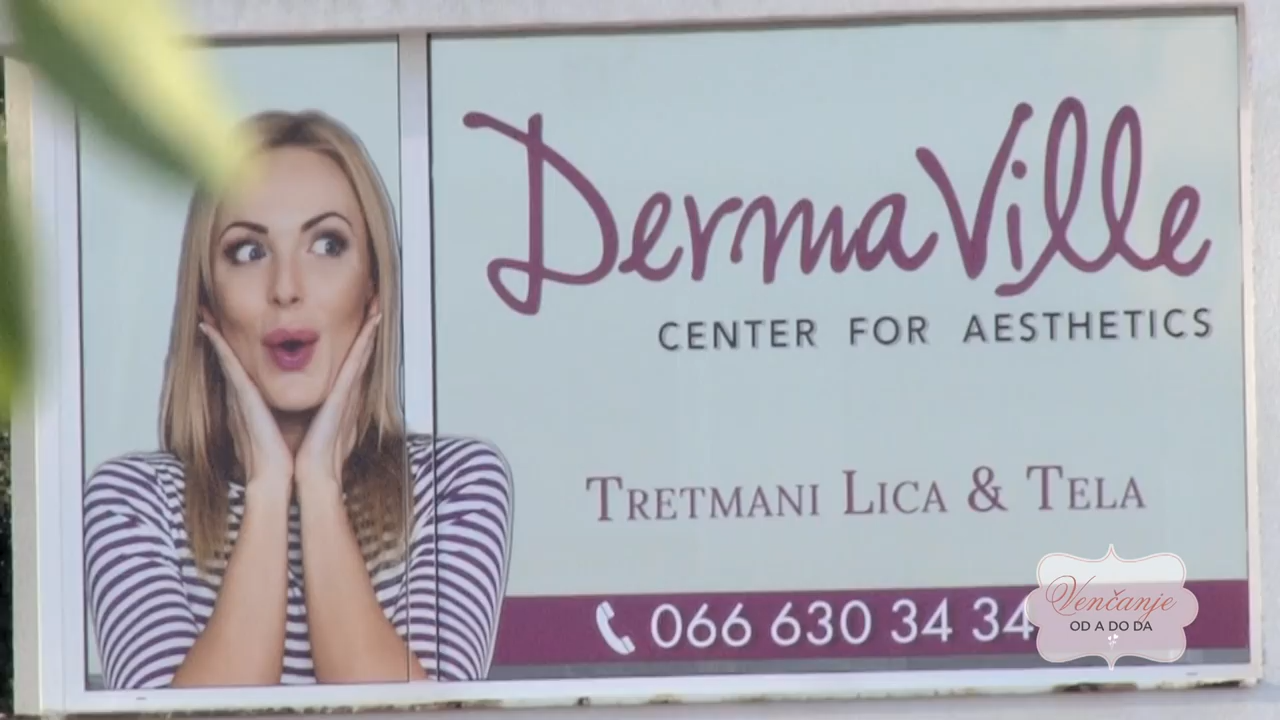 DermaVille
CENTER FOR AESTHETICS
TRETMANI LICA & TELA
066 630 34 34
Venčanje
OD A DO DA